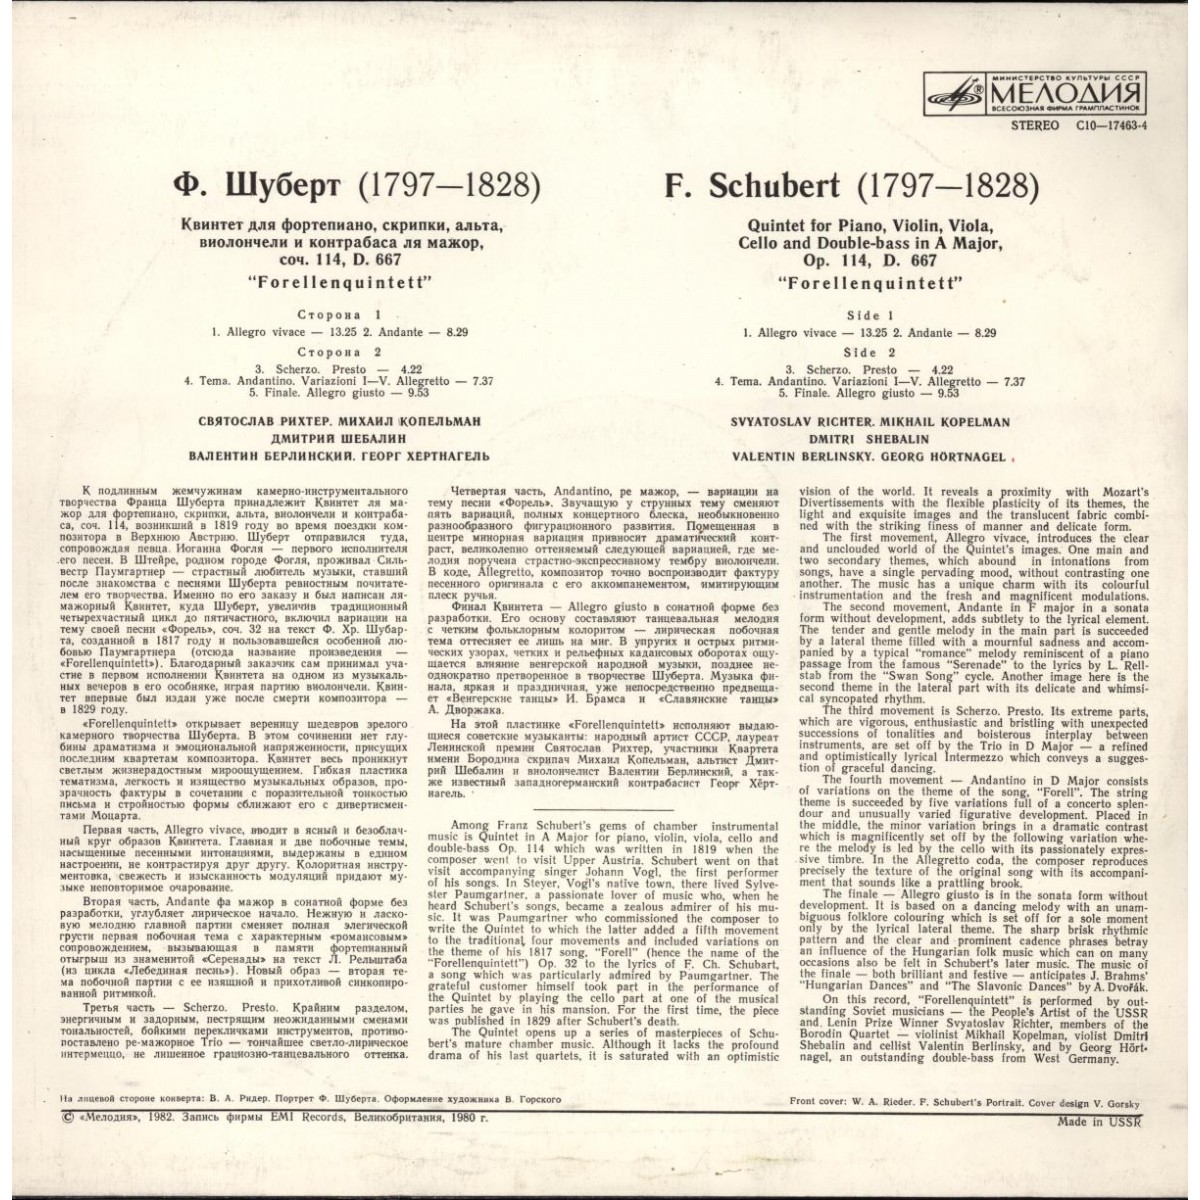 МИНИСТЕРСТВО КУЛЬТУРЫ СССР
МЕЛОДИЯ
ВСЕСОЮЗНАЯ ФИРМА ГРАМПЛАСТИНОК
STEREO C10—17463-4
Ф. Шуберт (1797—1828)
Квинтет для фортепиано, скрипки, альта,
виолончели и контрабаса ля мажор,
соч. 114, D. 667
“Forellenquintett”
Сторона 1
1. Allegro vivace — 13.25 2. Andante — 8.29
Сторона 2
3. Scherzo. Presto — 4.22
4. Tema. Andantino. Variazioni I—V. Allegretto — 7.37
5. Finale. Allegro giusto — 9.53
СВЯТОСЛАВ РИХТЕР. МИХАИЛ КОПЕЛЬМАН
ДМИТРИЙ ШЕБАЛИН
ВАЛЕНТИН БЕРЛИНСКИЙ. ГЕОРГ ХЁРТНАГЕЛЬ
F. Schubert (1797—1828)
Quintet for Piano, Violin, Viola,
Cello and Double-bass in A Major,
Op. 114, D. 667
“Forellenquintett”
Side 1
1. Allegro vivace — 13.25 2. Andante — 8.29
Side 2
3. Scherzo. Presto — 4.22
4. Tema. Andantino. Variazioni I—V. Allegretto — 7.37
5. Finale. Allegro giusto — 9.53
SVYATOSLAV RICHTER. MIKHAIL KOPELMAN
DMITRI SHEBALIN
VALENTIN BERLINSKY. GEORG HÖRTNAGEL
К подлинным жемчужинам камерно-инструментального
творчества Франца Шуберта принадлежит Квинтет ля ма-
жор для фортепиано, скрипки, альта, виолончели и контраба-
са, соч. 114, возникший в 1819 году во время поездки ком-
позитора в Верхнюю Австрию. Шуберт отправился туда,
сопровождая певца Иоганна Фогля — первого исполнителя
его песен. В Штейре, родном городе Фогля, проживал Силь-
вестр Паумгартнер — страстный любитель музыки, ставший
после знакомства с песнями Шуберта ревностным почитате-
лем его творчества. Именно по его заказу и был написан ля-
мажорный Квинтет, куда Шуберт, увеличив традиционный
четырехчастный цикл до пятичастного, включил вариации на
тему своей песни «Форель», соч. 32 на текст Ф. Хр. Шубар-
та, созданной в 1817 году и пользовавшейся особенной лю-
бовью Паумгартнера (отсюда название произведения —
«Forellenquintett»). Благодарный заказчик сам принимал уча-
стие в первом исполнении Квинтета на одном из музыкаль-
ных вечеров в его особняке, играя партию виолончели. Квин-
тет впервые был издан уже после смерти композитора —
в 1829 году.
«Forellenquintett» открывает вереницу шедевров зрелого
камерного творчества Шуберта. В этом сочинении нет глу-
бины драматизма и эмоциональной напряженности, присущих
последним квартетам композитора. Квинтет весь проникнут
светлым жизнерадостным мироощущением. Гибкая пластика
тематизма, легкость и изящество музыкальных образов, про-
зрачность фактуры в сочетании с поразительной тонкостью
письма и стройностью формы сближают его с дивертисмен-
тами Моцарта.
Первая часть, Allegro vivace, вводит в ясный и безоблач-
ный круг образов Квинтета. Главная и две побочные темы,
насыщенные песенными интонациями, выдержаны в едином
настроении, не контрастируя друг другу. Колоритная инстру-
ментовка, свежесть и изысканность модуляций придают му-
зыке неповторимое очарование.
Вторая часть, Andante фа мажор в сонатной форме без
разработки, углубляет лирическое начало. Нежную и ласко-
вую мелодию главной партии сменяет полная элегической
грусти первая побочная тема с характерным «романсовым»
сопровождением, вызывающая в памяти фортепианный
отыгрыш из знаменитой «Серенады» на текст Л. Рельштаба
(из цикла «Лебединая песнь»). Новый образ — вторая те-
ма побочной партии с ее изящной и прихотливой синкопиро-
ванной ритмикой.
Третья часть — Scherzo. Presto. Крайним разделом,
энергичным и задорным, пестрящим неожиданными сменами
тональностей, бойкими перекличками инструментов, противо-
поставлено ре-мажорное Trio — тончайшее светло-лирическое
интермеццо, не лишенное грациозно-танцевального оттенка.
Четвертая часть, Andantino, ре мажор, — вариации на
тему песни «Форель». Звучащую у струнных тему сменяют
пять вариаций, полных концертного блеска, необыкновенно
разнообразного фигурационного развития. Помещенная в
центре минорная вариация привносит драматический конт-
раст, великолепно оттеняемый следующей вариацией, где ме-
лодия поручена страстно-экспрессивному тембру виолончели.
В коде, Allegretto, композитор точно воспроизводит фактуру
песенного оригинала с его аккомпанементом, имитирующим
плеск ручья.
Финал Квинтета — Allegro giusto в сонатной форме без
разработки. Его основу составляют танцевальная мелодия
с четким фольклорным колоритом — лирическая побочная
тема оттесняет ее лишь на миг. В упругих и острых ритми-
ческих узорах, четких и рельефных кадансовых оборотах ощу-
щается влияние венгерской народной музыки, позднее не-
однократно претворенное в творчестве Шуберта. Музыка фи-
нала, яркая и праздничная, уже непосредственно предвеща-
ет «Венгерские танцы» И. Брамса и «Славянские танцы»
А. Дворжака.
На этой пластинке «Forellenquintett» исполняют выдаю-
щиеся советские музыканты: народный артист СССР, лауреат
Ленинской премии Святослав Рихтер, участники Квартета
имени Бородина скрипач Михаил Копельман, альтист Дмит-
рий Шебалин и виолончелист Валентин Берлинский, а так-
же известный западногерманский контрабасист Георг Хёрт-
нагель.
Among Franz Schubert's gems of chamber instrumental
music is Quintet in A Major for piano, violin, viola, cello and
double-bass Op. 114 which was written in 1819 when the
composer went to visit Upper Austria. Schubert went on that
visit accompanying singer Johann Vogl, the first performer
of his songs. In Steyer, Vogl's native town, there lived Sylve-
ster Paumgartner, a passionate lover of music who, when he
heard Schubert's songs, became a zealous admirer of his mu-
sic. It was Paumgartner who commissioned the composer to
write the Quintet to which the latter added a fifth movement
to the traditional four movements and included variations on
the theme of his 1817 song, “Forell” (hence the name of the
“Forellenquintett”) Op. 32 to the lyrics of F. Ch. Schubart,
a song which was particularly admired by Paumgartner. The
grateful customer himself took part in the performance of
the Quintet by playing the cello part at one of the musical
parties he gave in his mansion. For the first time, the piece
was published in 1829 after Schubert's death.
The Quintet opens up a series of masterpieces of Schu-
bert's mature chamber music. Although it lacks the profound
drama of his last quartets, it is saturated with an optimistic
vision of the world. It reveals a proximity with Mozart's
Divertissements with the flexible plasticity of its themes, the
light and exquisite images and the translucent fabric combi-
ned with the striking finess of manner and delicate form.
The first movement, Allegro vivace, introduces the clear
and unclouded world of the Quintet's images. One main and
two secondary themes, which abound in intonations from
songs, have a single pervading mood, without contrasting one
another. The music has a unique charm with its colourful
instrumentation and the fresh and magnificent modulations.
The second movement, Andante in F major in a sonata
form without development, adds subtlety to the lyrical element.
The tender and gentle melody in the main part is succeeded
by a lateral theme filled with a mournful sadness and accom-
panied by a typical “romance” melody reminiscent of a piano
passage from the famous “Serenade” to the lyrics by L. Rell-
stab from the “Swan Song” cycle. Another image here is the
second theme in the lateral part with its delicate and whimsi-
cal syncopated rhythm.
The third movement is Scherzo. Presto. Its extreme parts,
which are vigorous, enthusiastic and bristling with unexpected
successions of tonalities and boisterous interplay between
instruments, are set off by the Trio in D Major — a refined
and optimistically lyrical Intermezzo which conveys a sugges-
tion of graceful dancing.
The fourth movement — Andantino in D Major consists
of variations on the theme of the song, “Forell”. The string
theme is succeeded by five variations full of a concerto splen-
dour and unusually varied figurative development. Placed in
the middle, the minor variation brings in a dramatic contrast
which is magnificently set off by the following variation whe-
re the melody is led by the cello with its passionately expres-
sive timbre. In the Allegretto coda, the composer reproduces
precisely the texture of the original song with its accompani-
ment that sounds like a prattling brook.
The finale — Allegro giusto is in the sonata form without
development. It is based on a dancing melody with an unam-
biguous folklore colouring which is set off for a sole moment
only by the lyrical lateral theme. The sharp brisk rhythmic
pattern and the clear and prominent cadence phrases betray
an influence of the Hungarian folk music which can on many
occasions also be felt in Schubert's later music. The music of
the finale — both brilliant and festive — anticipates J. Brahms'
“Hungarian Dances” and “The Slavonic Dances” by A. Dvořák.
On this record, “Forellenquintett” is performed by out-
standing Soviet musicians — the People's Artist of the USSR
and Lenin Prize Winner Svyatoslav Richter, members of the
Borodin Quartet — violinist Mikhail Kopelman, violist Dmitri
Shebalin and cellist Valentin Berlinsky, and by Georg Hört-
nagel, an outstanding double-bass from West Germany.
На лицевой стороне конверта: В. А. Ридер. Портрет Ф. Шуберта. Оформление художника В. Горского
Front cover: W. A. Rieder. F. Schubert's Portrait. Cover design V. Gorsky
© «Мелодия», 1982. Запись фирмы EMI Records, Великобритания, 1980 г.
Made in USSR